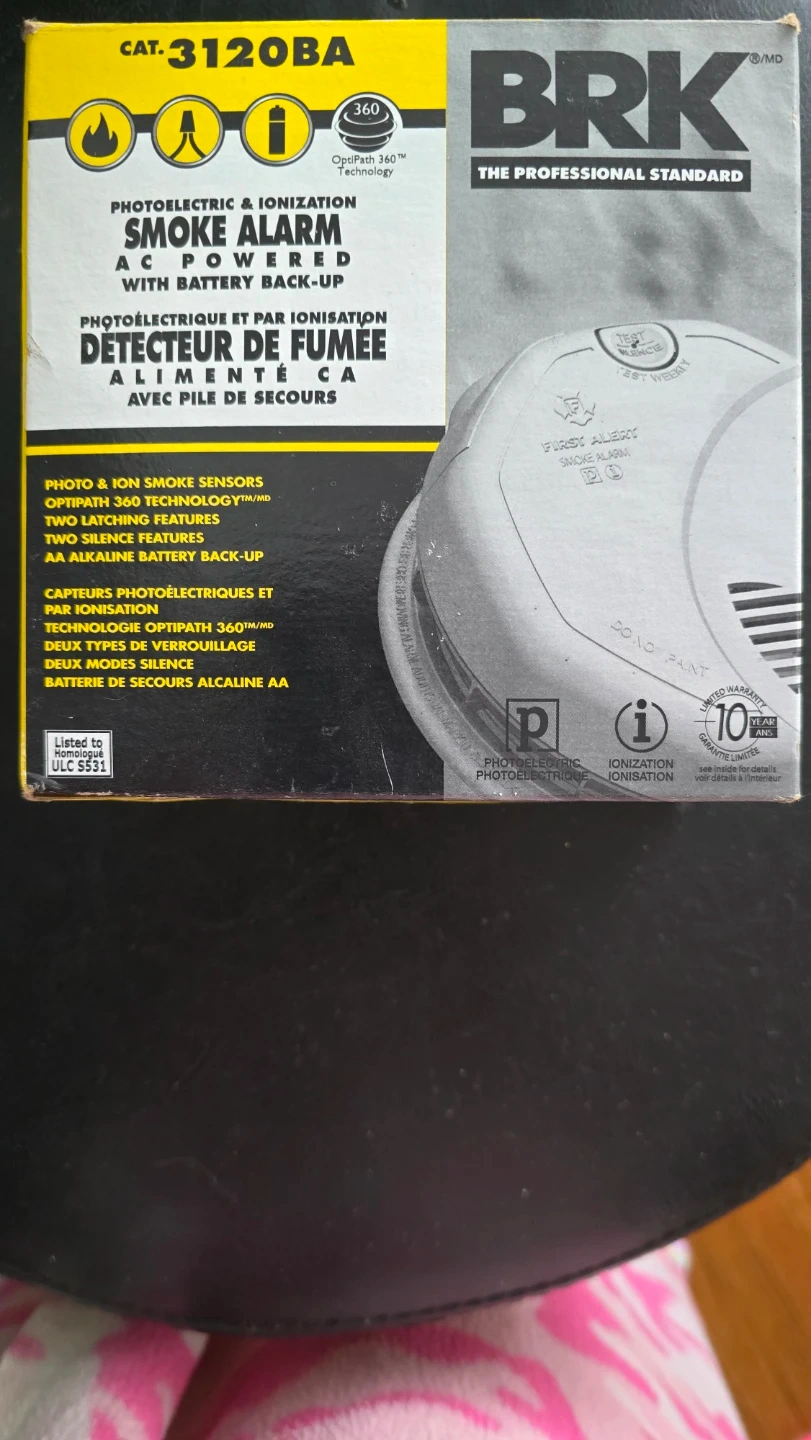 CAT. 3120BA
360
OptiPath 360™
Technology
PHOTOELECTRIC & IONIZATION
SMOKE ALARM
AC POWERED
WITH BATTERY BACK-UP
PHOTOÉLECTRIQUE ET PAR IONISATION
DÉTECTEUR DE FUMÉE
ALIMENTÉ CA
AVEC PILE DE SECOURS
PHOTO & ION SMOKE SENSORS
OPTIPATH 360 TECHNOLOGY™/MD
TWO LATCHING FEATURES
TWO SILENCE FEATURES
AA ALKALINE BATTERY BACK-UP
CAPTEURS PHOTOÉLECTRIQUES ET
PAR IONISATION
TECHNOLOGIE OPTIPATH 360™/MD
DEUX TYPES DE VERROUILLAGE
DEUX MODES SILENCE
BATTERIE DE SECOURS ALCALINE AA
Listed to
Homologué
ULC S531
BRK®/MD
THE PROFESSIONAL STANDARD
TEST
SILENCE
TEST WEEKLY
FIRST ALERT
SMOKE ALARM
P i
DO NOT PAINT
P
PHOTOELECTRIC
PHOTOÉLECTRIQUE
i
IONIZATION
IONISATION
LIMITED WARRANTY
10 YEAR
ANS
GARANTIE LIMITÉE
see inside for details
voir détails à l'intérieur